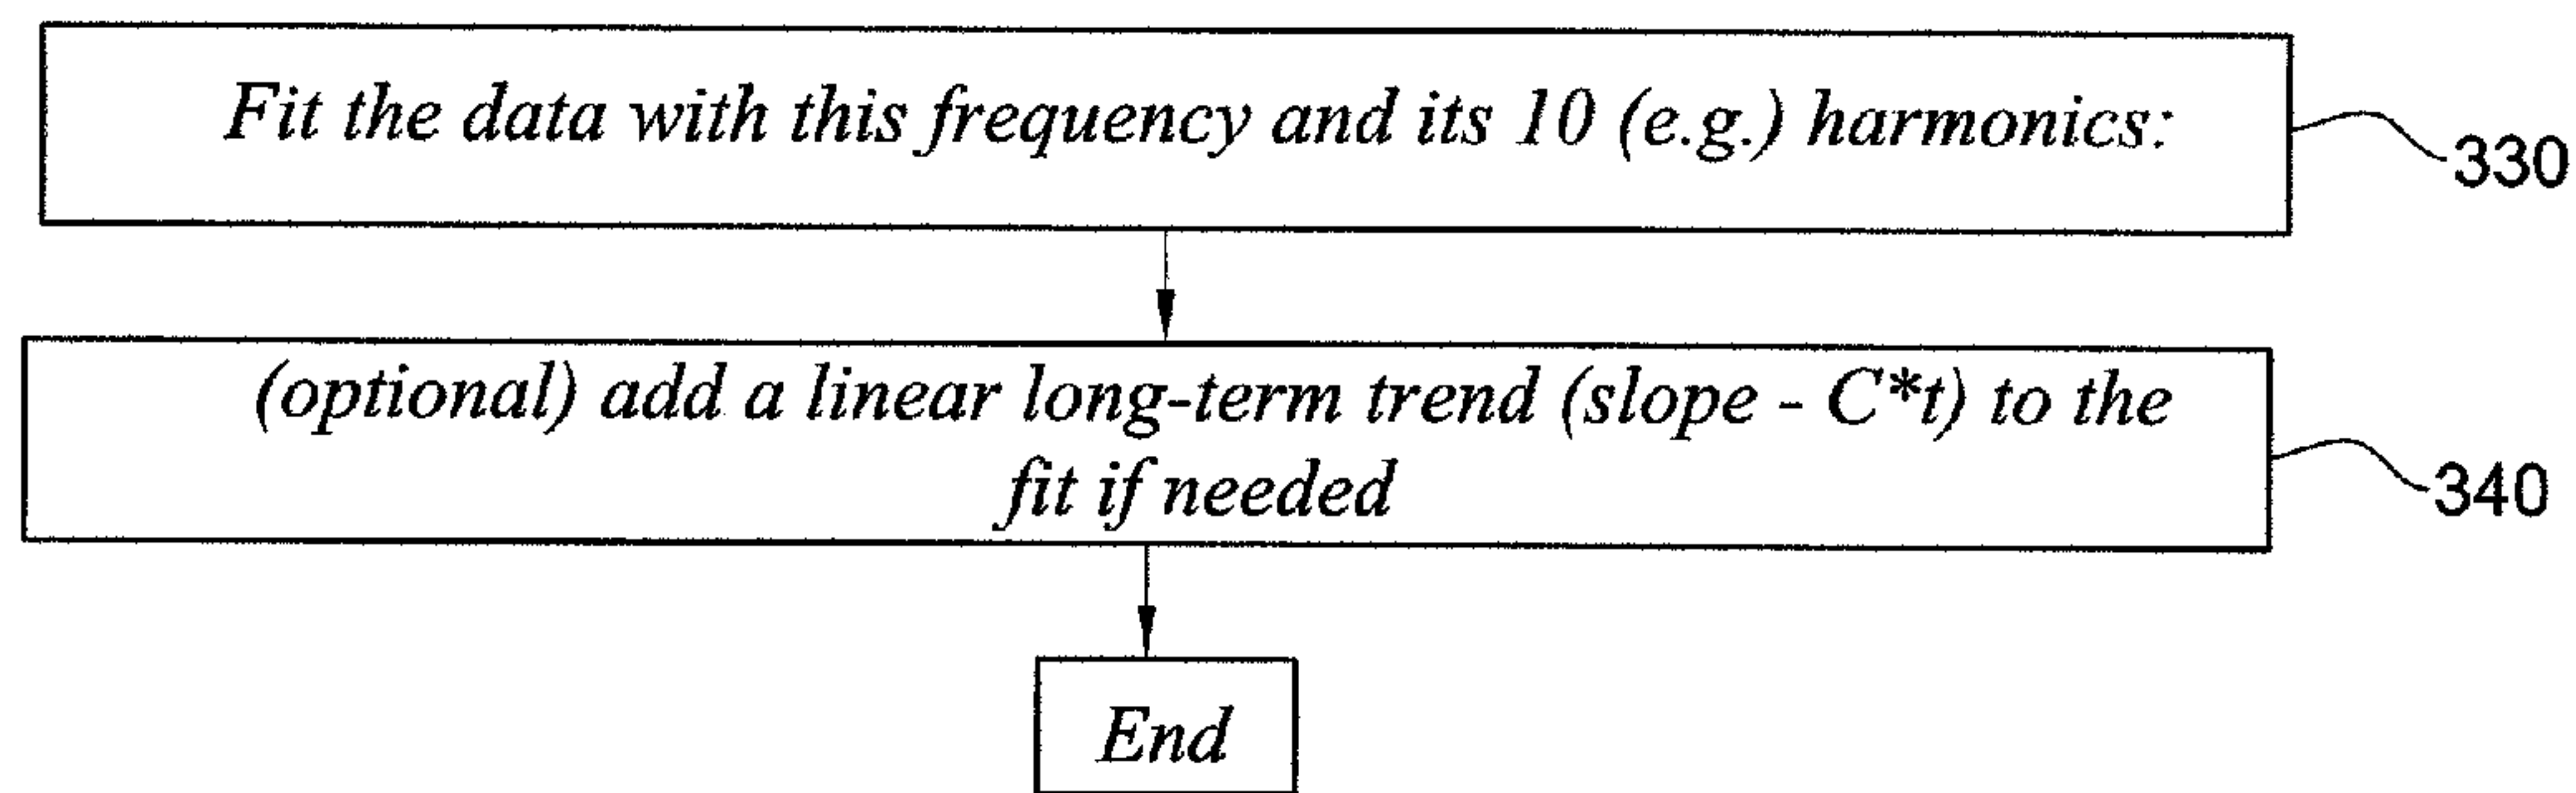 Fit the data with this frequency and its 10 (e.g.) harmonics:
330
(optional) add a linear long-term trend (slope - C*t) to the
fit if needed
340
End